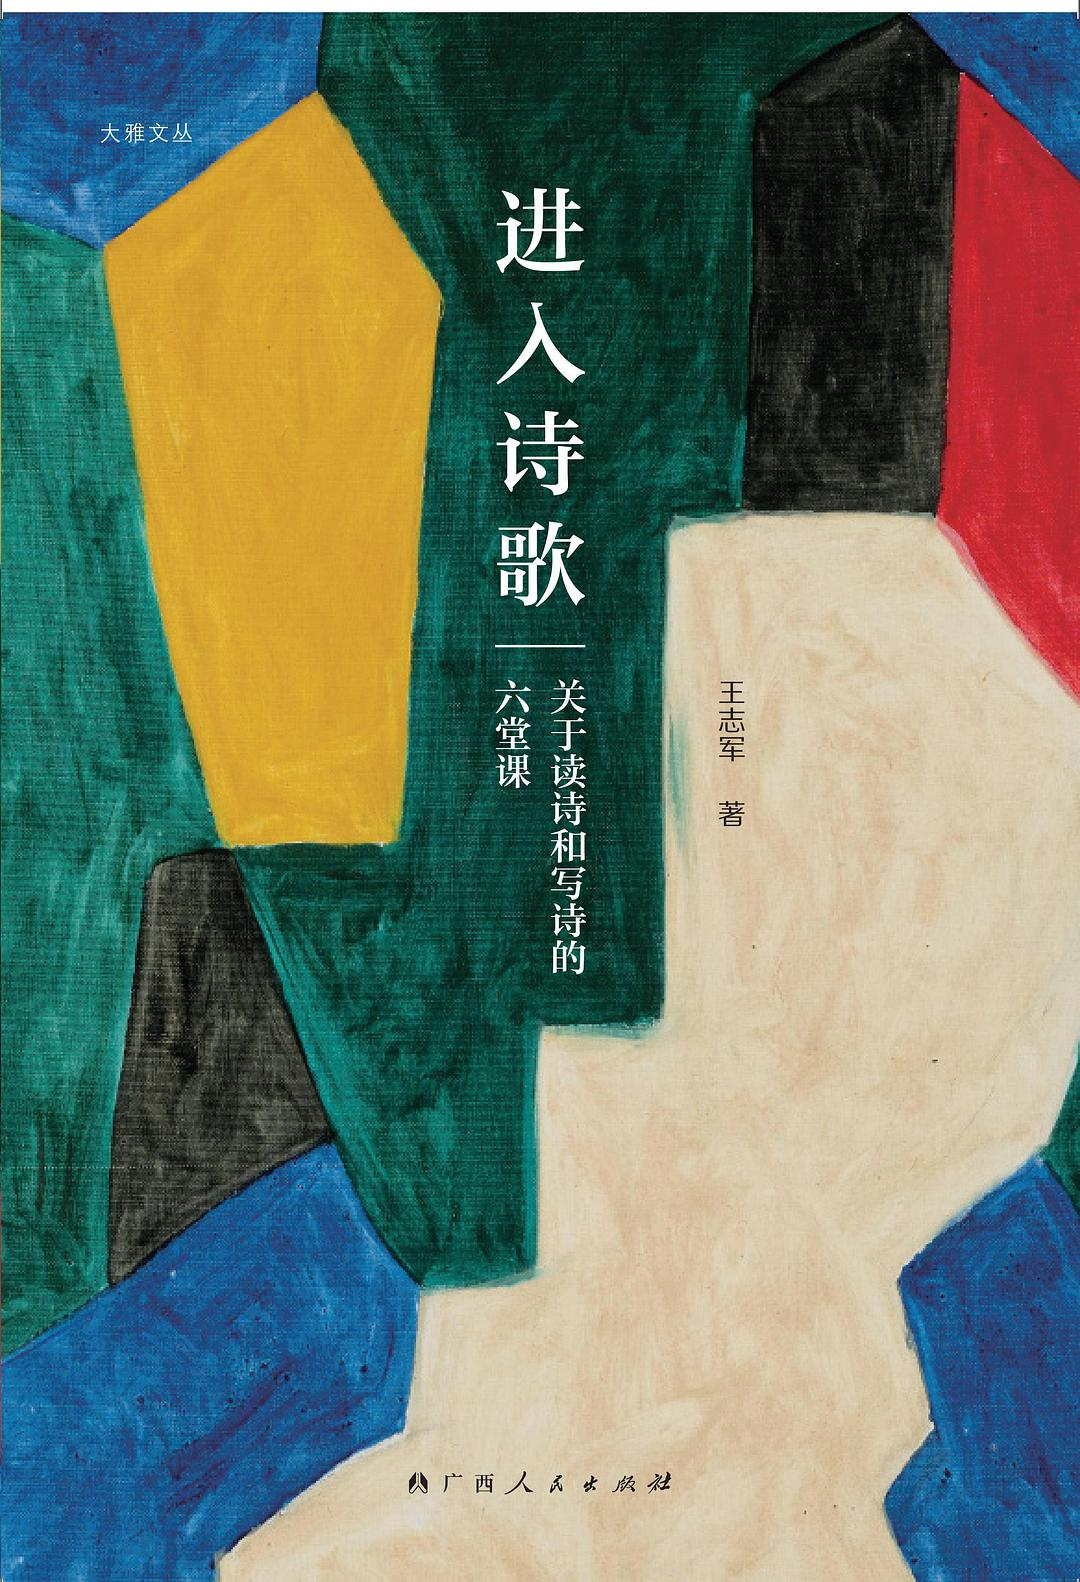 大雅文丛
进入诗歌
关于读诗和写诗的
六堂课
王志军 著
广西人民出版社